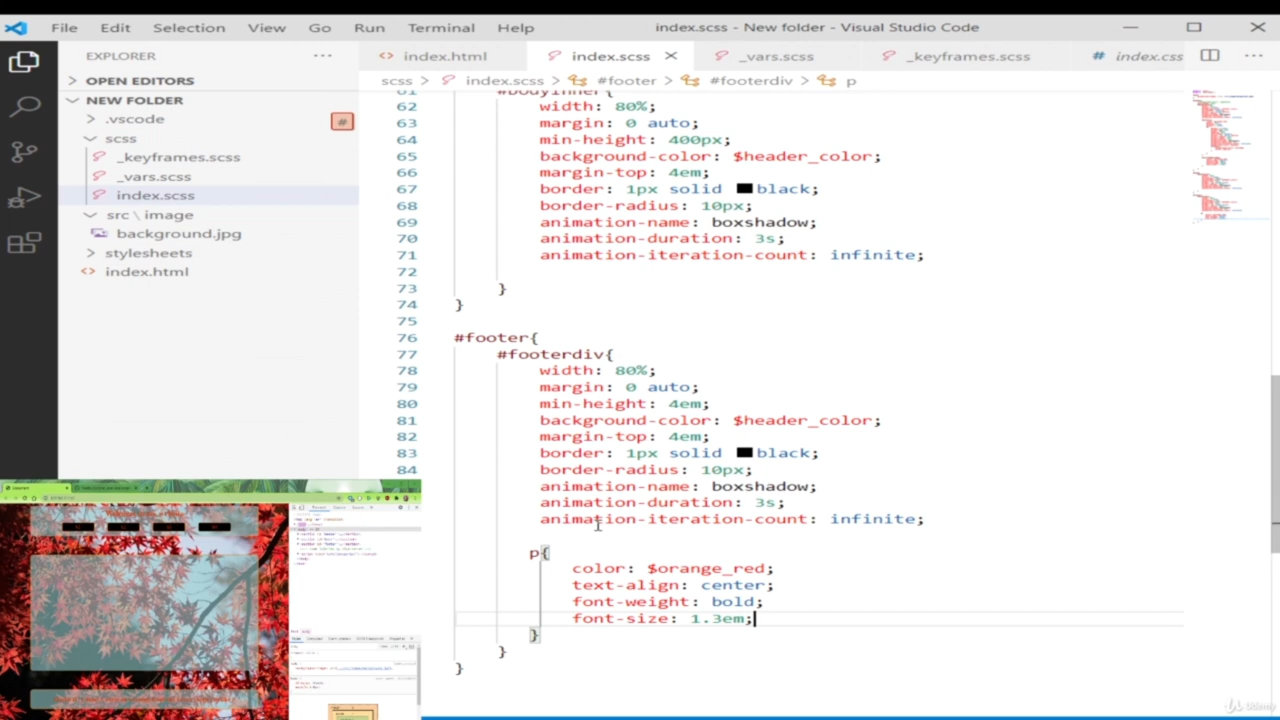 File Edit Selection View Go Run Terminal Help index.scss - New folder - Visual Studio Code
EXPLORER
index.html index.scss _vars.scss _keyframes.scss index.css
OPEN EDITORS
scss > index.scss > #footer > #footerdiv > p
NEW FOLDER
.vscode
scss
_keyframes.scss
_vars.scss
index.scss
src \ image
background.jpg
stylesheets
index.html
61 #bodyInner{
62 width: 80%;
63 margin: 0 auto;
64 min-height: 400px;
65 background-color: $header_color;
66 margin-top: 4em;
67 border: 1px solid black;
68 border-radius: 10px;
69 animation-name: boxshadow;
70 animation-duration: 3s;
71 animation-iteration-count: infinite;
72
73 }
74 }
75
76 #footer{
77 #footerdiv{
78 width: 80%;
79 margin: 0 auto;
80 min-height: 4em;
81 background-color: $header_color;
82 margin-top: 4em;
83 border: 1px solid black;
84 border-radius: 10px;
animation-name: boxshadow;
animation-duration: 3s;
animation-iteration-count: infinite;
p{
color: $orange_red;
text-align: center;
font-weight: bold;
font-size: 1.3em;
}
}
}
Udemy